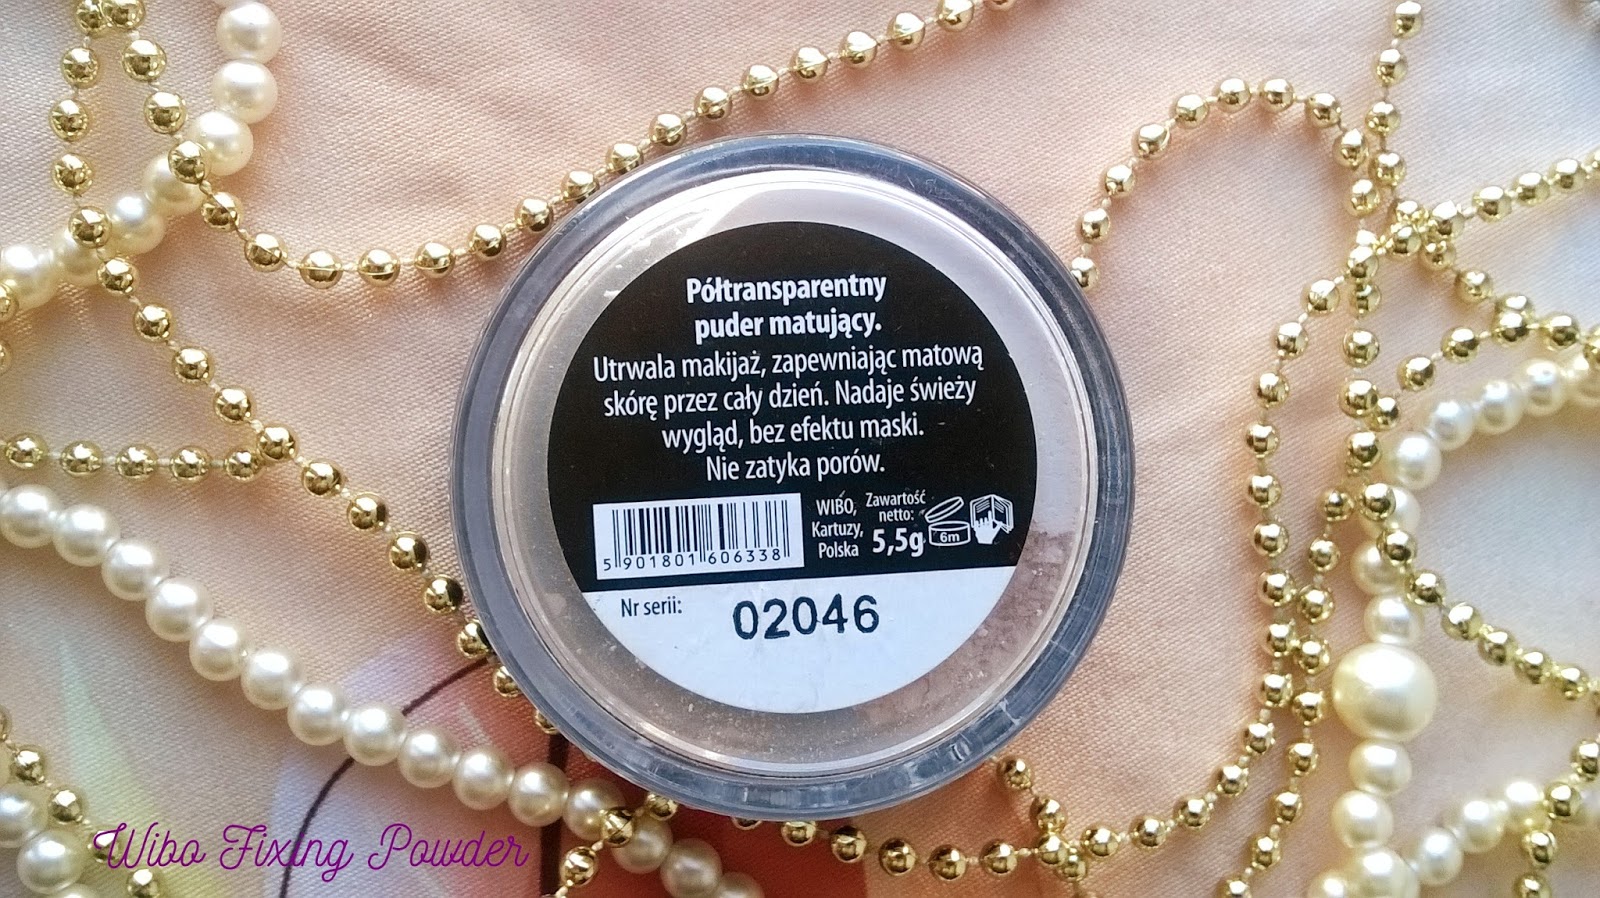 Półtransparentny
puder matujący.
Utrwala makijaż, zapewniając matową
skórę przez cały dzień. Nadaje świeży
wygląd, bez efektu maski.
Nie zatyka porów.
5 901801 606338
WIBO,
Kartuzy,
Polska
Zawartość
netto:
5,5g
6m
Nr serii: 02046
Wibo Fixing Powder